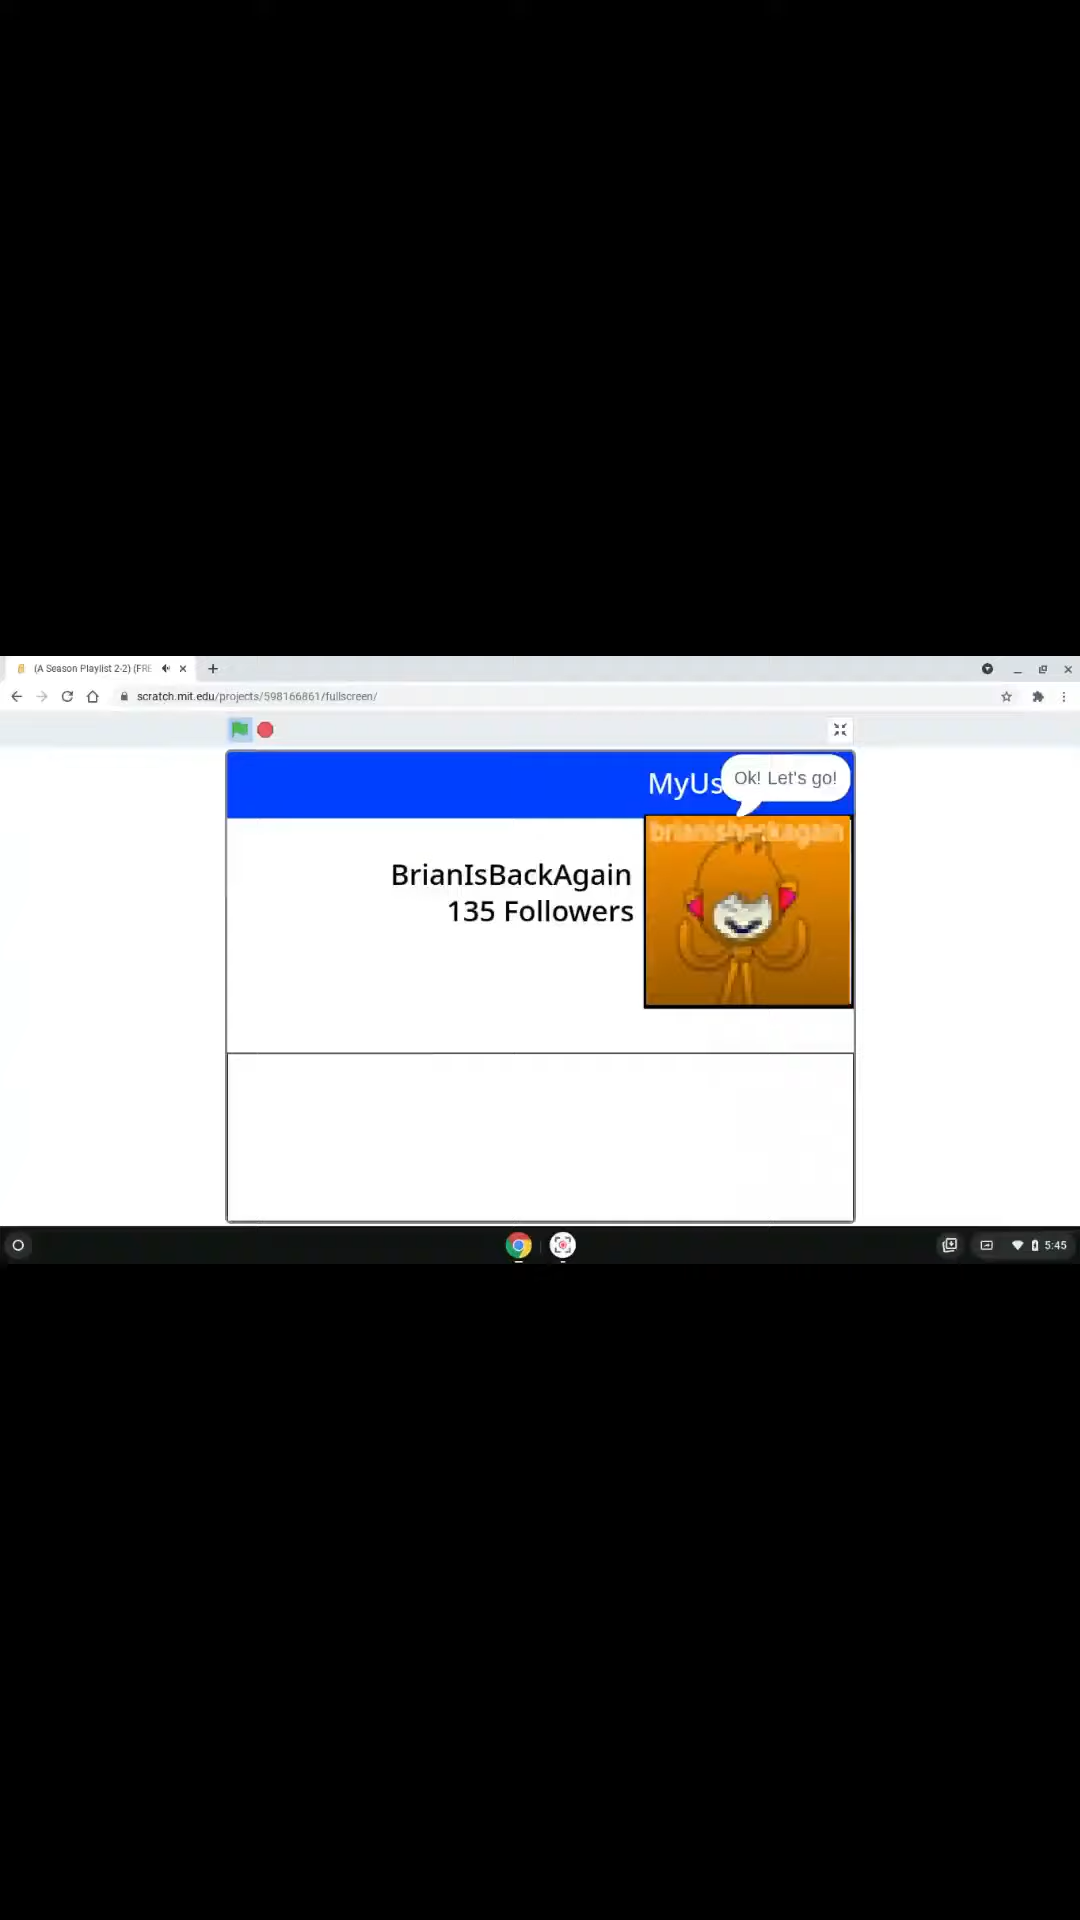 (A Season Playlist 2-2) (FRE
scratch.mit.edu/projects/598166861/fullscreen/
MyUs
Ok! Let's go!
brianisbackagain
BrianIsBackAgain
135 Followers
5:45